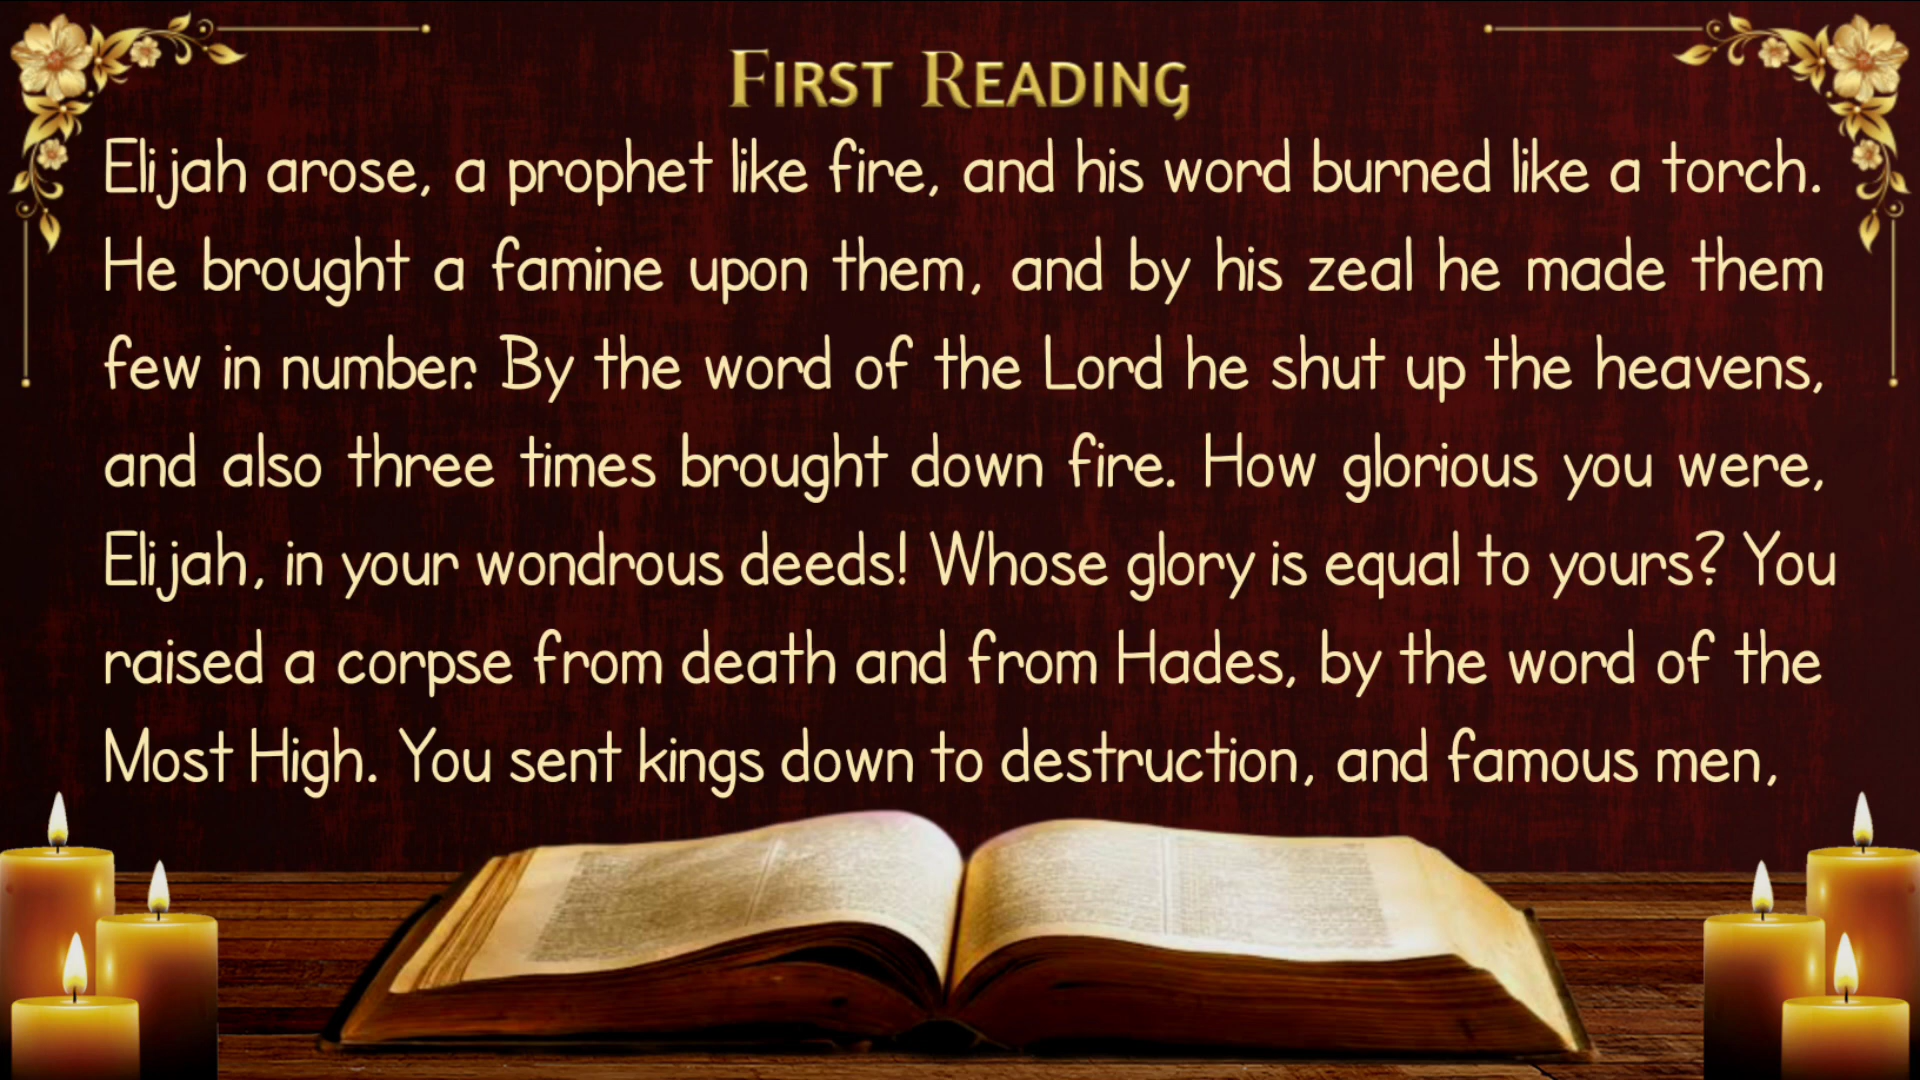 First Reading
Elijah arose, a prophet like fire, and his word burned like a torch.
He brought a famine upon them, and by his zeal he made them
few in number. By the word of the Lord he shut up the heavens,
and also three times brought down fire. How glorious you were,
Elijah, in your wondrous deeds! Whose glory is equal to yours? You
raised a corpse from death and from Hades, by the word of the
Most High. You sent kings down to destruction, and famous men,